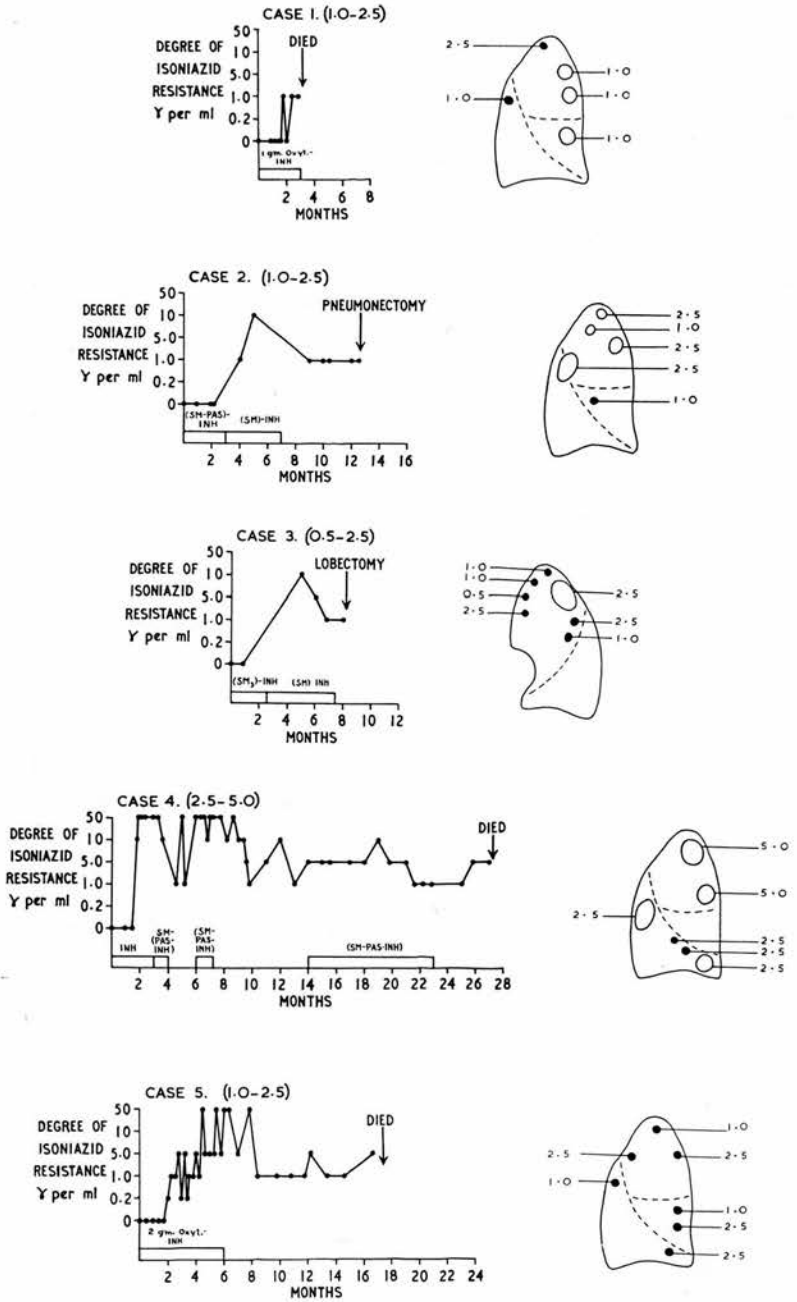 CASE 1. (1·0-2·5)
DEGREE OF
ISONIAZID
RESISTANCE
γ per ml
50
10
5·0
1·0
0·2
0
DIED
1 gm. Oxyt.-
INH
2 4 6 8
MONTHS
2·5
1·0
1·0
1·0
1·0
CASE 2. (1·0-2·5)
DEGREE OF
ISONIAZID
RESISTANCE
γ per ml
50
10
5·0
1·0
0·2
0
PNEUMONECTOMY
(SM-PAS)-
INH
(SM)-INH
2 4 6 8 10 12 14 16
MONTHS
2·5
1·0
2·5
2·5
1·0
CASE 3. (0·5-2·5)
DEGREE OF
ISONIAZID
RESISTANCE
γ per ml
50
10
5·0
1·0
0·2
0
LOBECTOMY
(SM₃)-INH
(SM) INH
2 4 6 8 10 12
MONTHS
1·0
1·0
0·5
2·5
2·5
2·5
1·0
CASE 4. (2·5-5·0)
DEGREE OF
ISONIAZID
RESISTANCE
γ per ml
50
10
5·0
1·0
0·2
0
DIED
INH
SM-
(PAS-
INH)
(SM-
PAS-
INH)
(SM-PAS-INH)
2 4 6 8 10 12 14 16 18 20 22 24 26 28
MONTHS
5·0
5·0
2·5
2·5
2·5
2·5
CASE 5. (1·0-2·5)
DEGREE OF
ISONIAZID
RESISTANCE
γ per ml
50
10
5·0
1·0
0·2
0
DIED
2 gm. Oxyt.-
INH
2 4 6 8 10 12 14 16 18 20 22 24
MONTHS
1·0
2·5
2·5
1·0
1·0
2·5
2·5